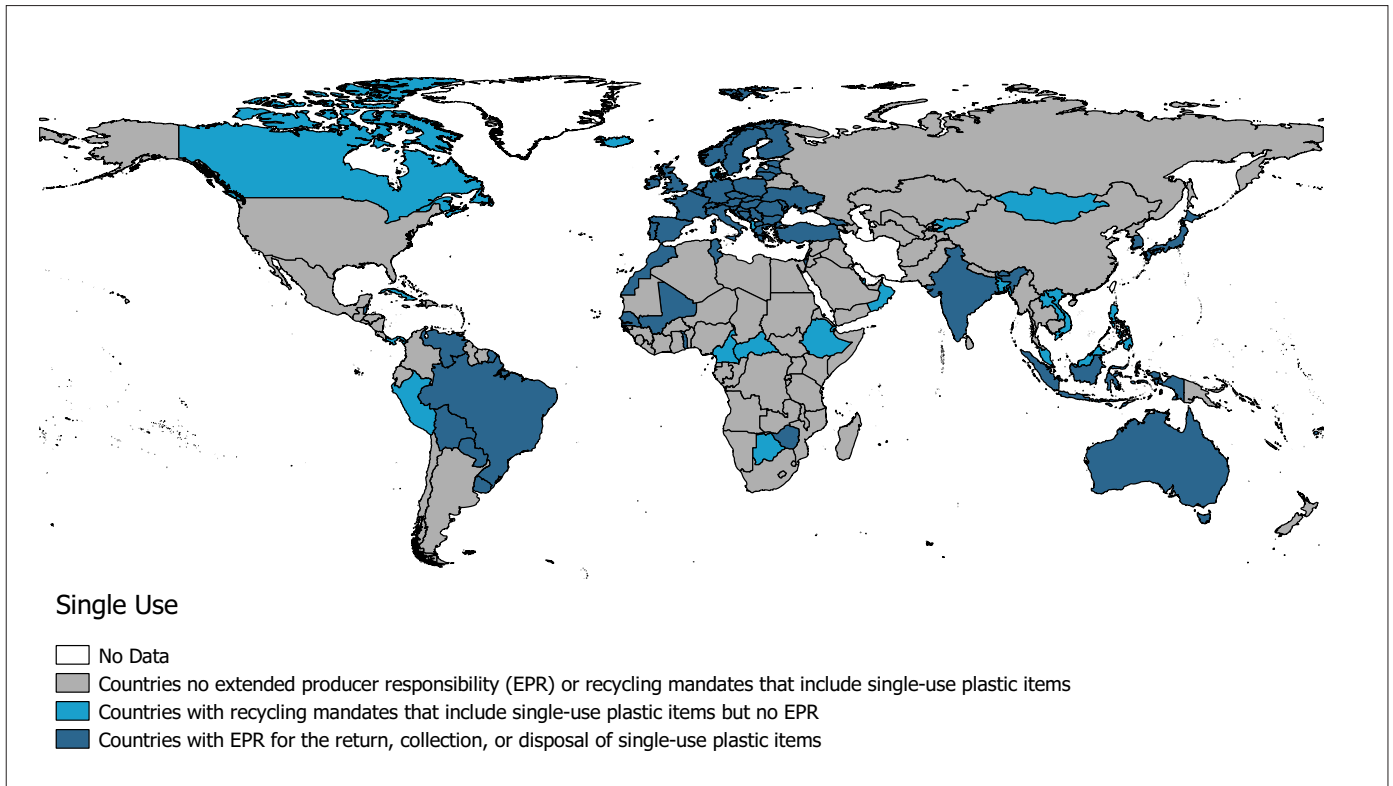 Single Use
No Data
Countries no extended producer responsibility (EPR) or recycling mandates that include single-use plastic items
Countries with recycling mandates that include single-use plastic items but no EPR
Countries with EPR for the return, collection, or disposal of single-use plastic items